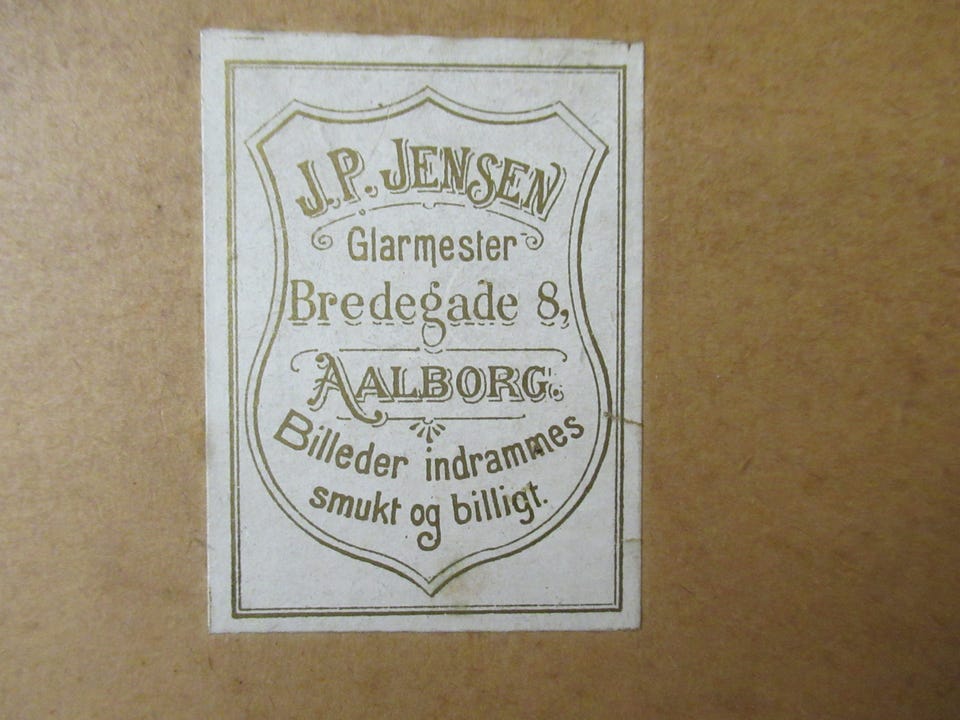 J.P. JENSEN
Glarmester
Bredegade 8,
AALBORG.
Billeder indrammes
smukt og billigt.